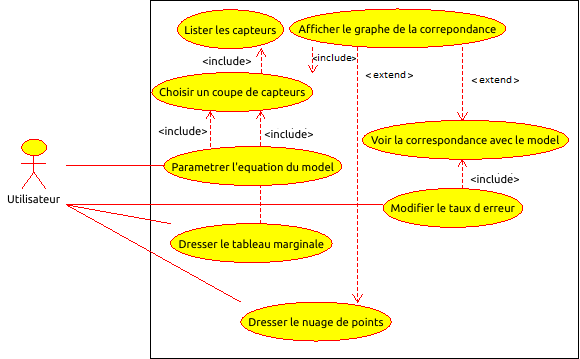 Lister les capteurs
Afficher le graphe de la correpondance
<include>
<include>
<extend>
<extend>
Choisir un coupe de capteurs
<include>
<include>
Voir la correspondance avec le model
Parametrer l'equation du model
<include>
Utilisateur
Modifier le taux d erreur
Dresser le tableau marginale
Dresser le nuage de points